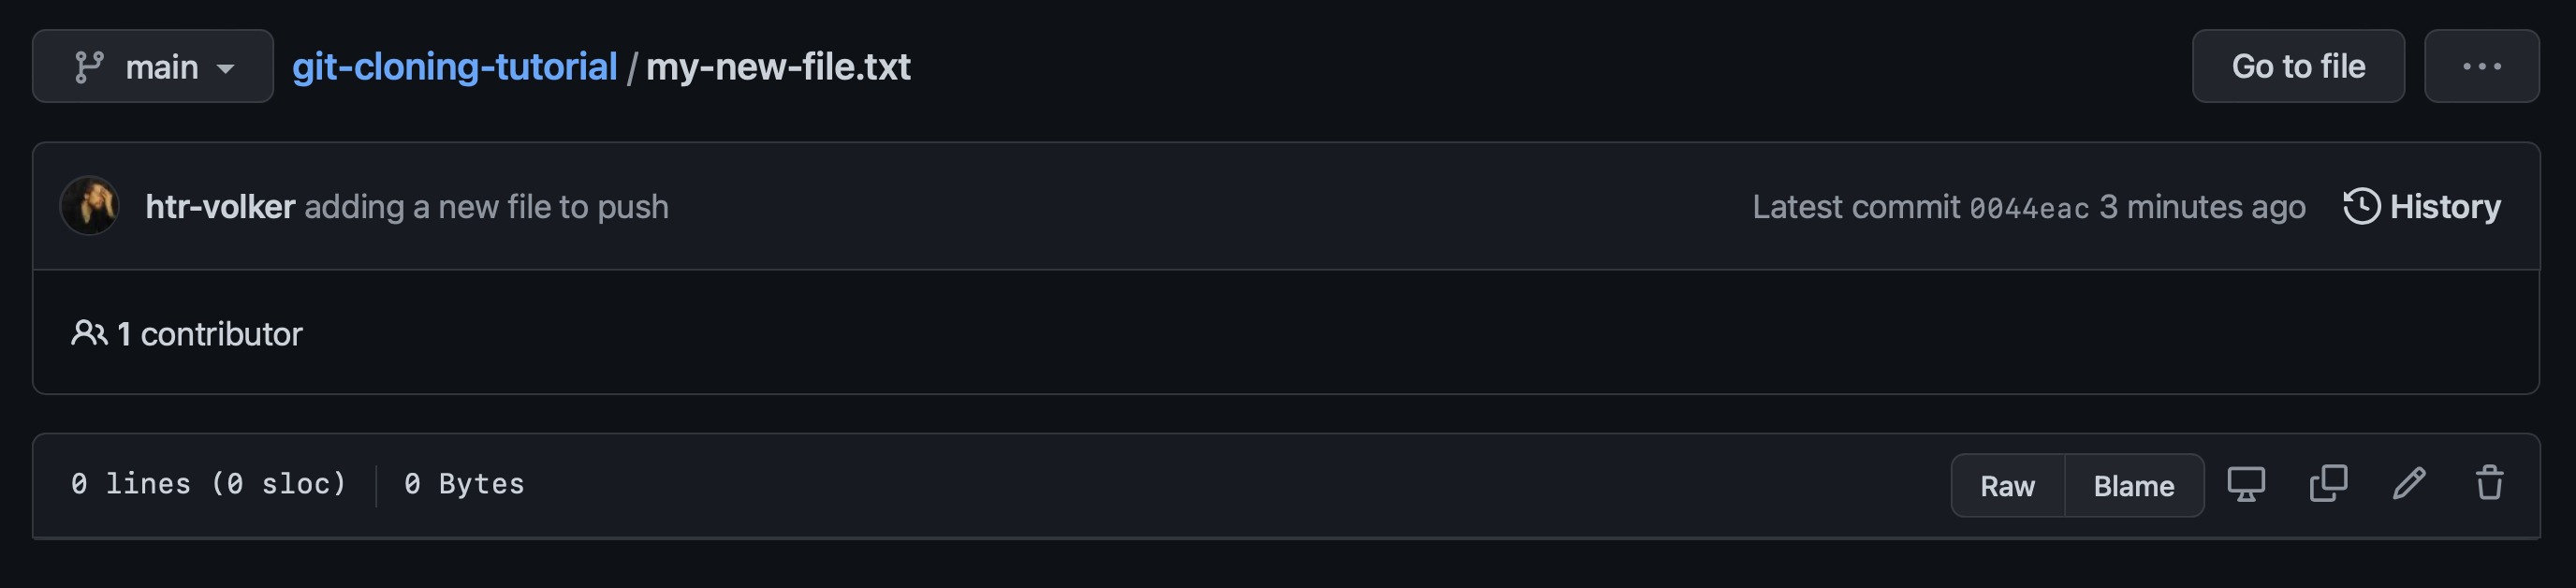 main git-cloning-tutorial / my-new-file.txt Go to file ...
htr-volker adding a new file to push Latest commit 0044eac 3 minutes ago History
1 contributor
0 lines (0 sloc) 0 Bytes Raw Blame